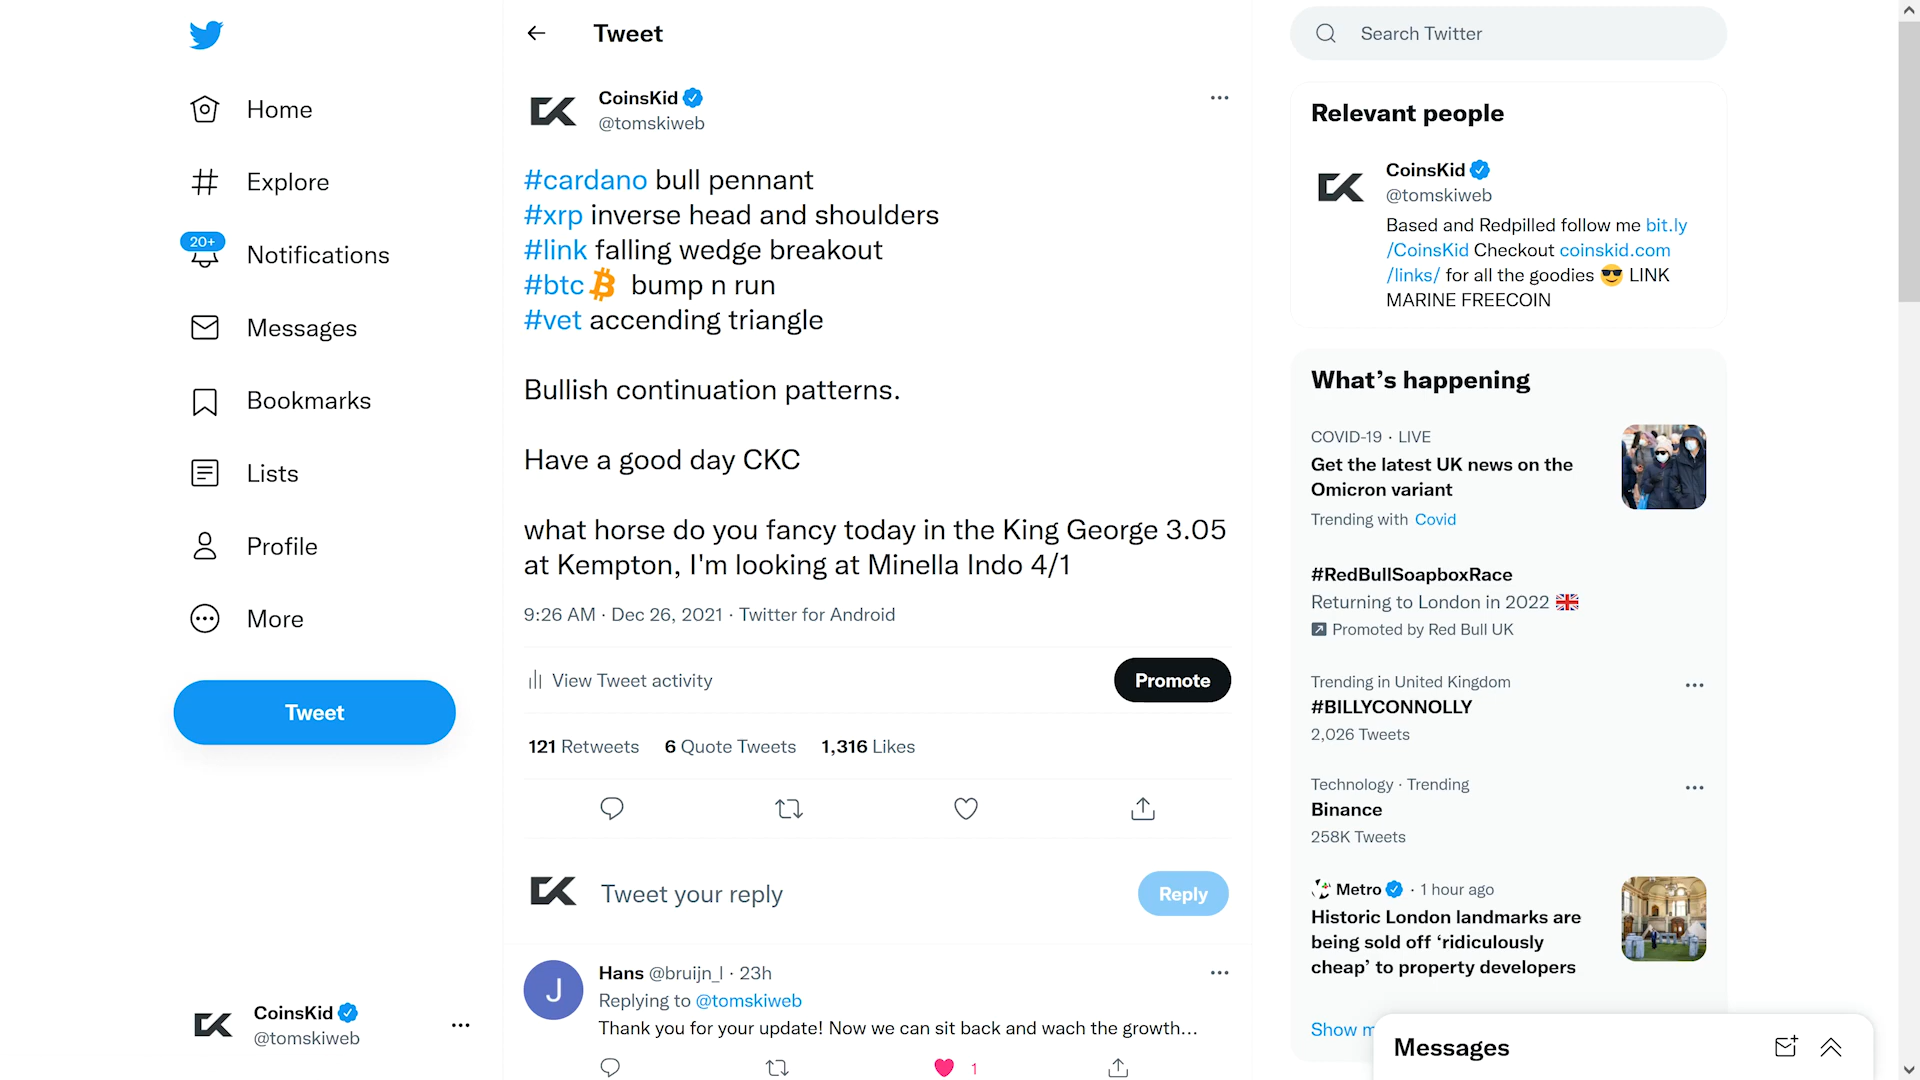 Home
Explore
20+
Notifications
Messages
Bookmarks
Lists
Profile
More
Tweet
CoinsKid
@tomskiweb
Tweet
CoinsKid
@tomskiweb
#cardano bull pennant
#xrp inverse head and shoulders
#link falling wedge breakout
#btc bump n run
#vet accending triangle
Bullish continuation patterns.
Have a good day CKC
what horse do you fancy today in the King George 3.05
at Kempton, I'm looking at Minella Indo 4/1
9:26 AM · Dec 26, 2021 · Twitter for Android
View Tweet activity
Promote
121 Retweets 6 Quote Tweets 1,316 Likes
Tweet your reply
Reply
J
Hans @bruijn_l · 23h
Replying to @tomskiweb
Thank you for your update! Now we can sit back and wach the growth...
1
Search Twitter
Relevant people
CoinsKid
@tomskiweb
Based and Redpilled follow me bit.ly
/CoinsKid Checkout coinskid.com
/links/ for all the goodies 😎 LINK
MARINE FREECOIN
What's happening
COVID-19 · LIVE
Get the latest UK news on the
Omicron variant
Trending with Covid
#RedBullSoapboxRace
Returning to London in 2022 🇬🇧
Promoted by Red Bull UK
Trending in United Kingdom
#BILLYCONNOLLY
2,026 Tweets
Technology · Trending
Binance
258K Tweets
Metro · 1 hour ago
Historic London landmarks are
being sold off ‘ridiculously
cheap’ to property developers
Show m
Messages